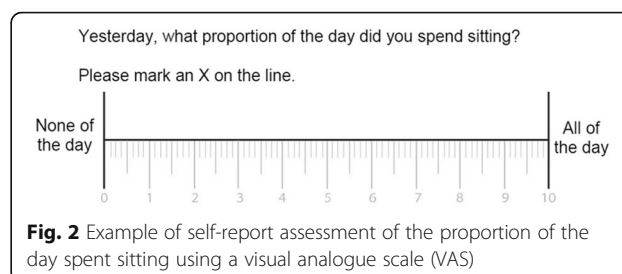 Yesterday, what proportion of the day did you spend sitting?
Please mark an X on the line.
None of
the day
All of
the day
0 1 2 3 4 5 6 7 8 9 10
Fig. 2 Example of self-report assessment of the proportion of the
day spent sitting using a visual analogue scale (VAS)